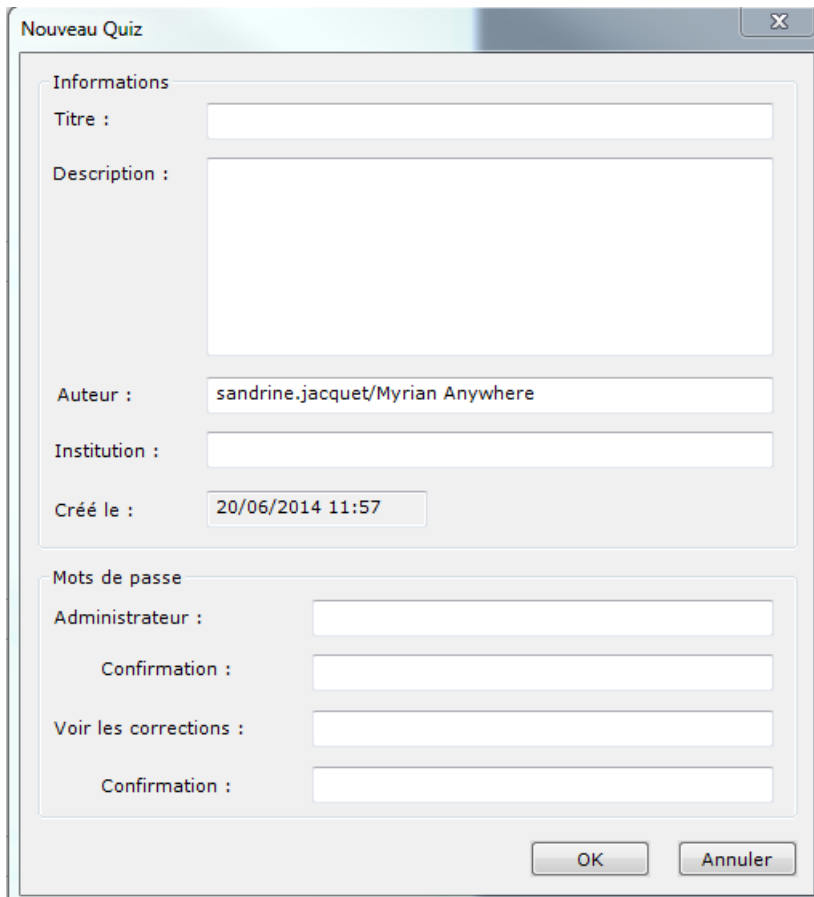 Nouveau Quiz
Informations
Titre :
Description :
Auteur : sandrine.jacquet/Myrian Anywhere
Institution :
Créé le : 20/06/2014 11:57
Mots de passe
Administrateur :
Confirmation :
Voir les corrections :
Confirmation :
OK Annuler